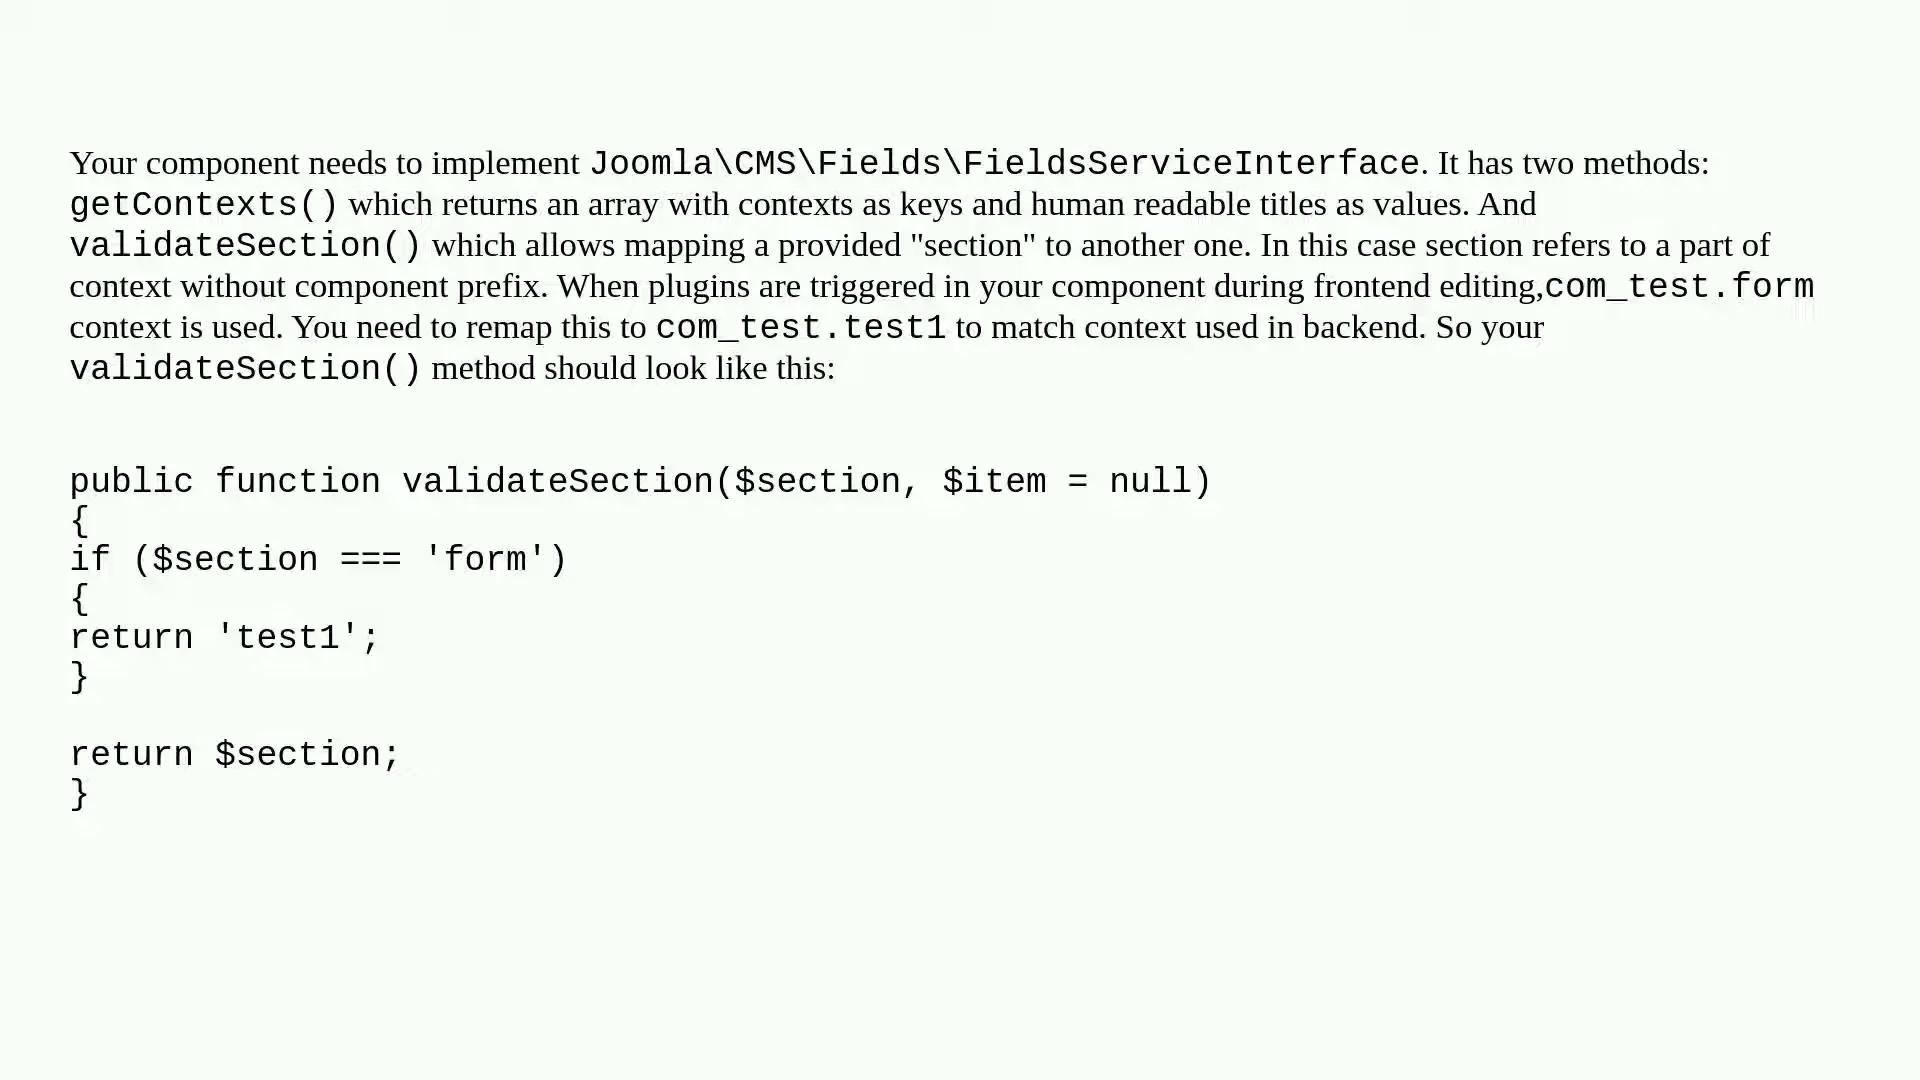 Your component needs to implement Joomla\CMS\Fields\FieldsServiceInterface. It has two methods:
getContexts() which returns an array with contexts as keys and human readable titles as values. And
validateSection() which allows mapping a provided "section" to another one. In this case section refers to a part of
context without component prefix. When plugins are triggered in your component during frontend editing,com_test.form
context is used. You need to remap this to com_test.test1 to match context used in backend. So your
validateSection() method should look like this:
public function validateSection($section, $item = null)
{
if ($section === 'form')
{
return 'test1';
}
return $section;
}